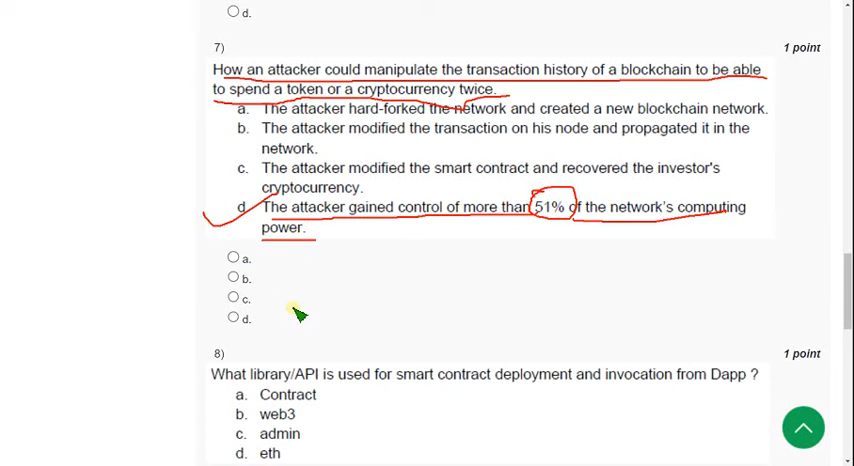 d.
7)
1 point
How an attacker could manipulate the transaction history of a blockchain to be able
to spend a token or a cryptocurrency twice.
a. The attacker hard-forked the network and created a new blockchain network.
b. The attacker modified the transaction on his node and propagated it in the
network.
c. The attacker modified the smart contract and recovered the investor's
cryptocurrency.
d. The attacker gained control of more than 51% of the network's computing
power.
a.
b.
c.
d.
8)
1 point
What library/API is used for smart contract deployment and invocation from Dapp ?
a. Contract
b. web3
c. admin
d. eth